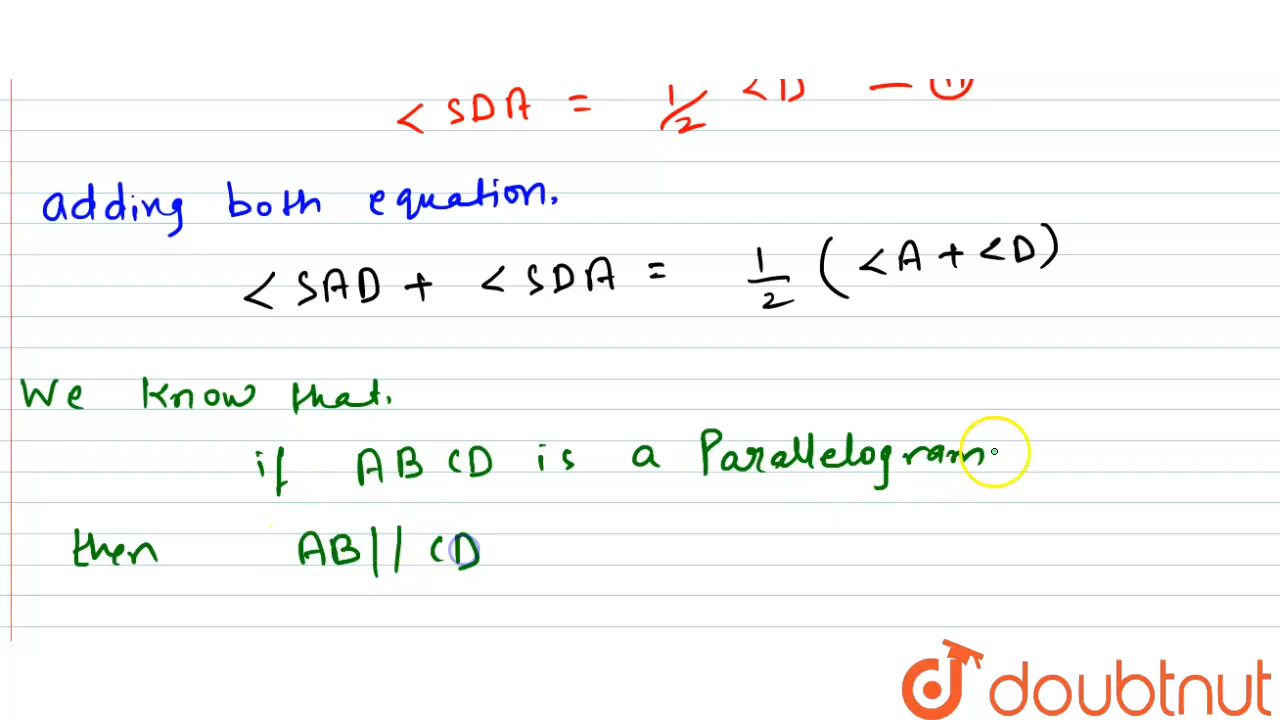 < SDA = 1/2 <D — ⑪
adding both equation.
< SAD + < SDA = 1/2 ( <A + <D)
We know that.
if ABCD is a Parallelogram.
then AB // CD
doubtnut